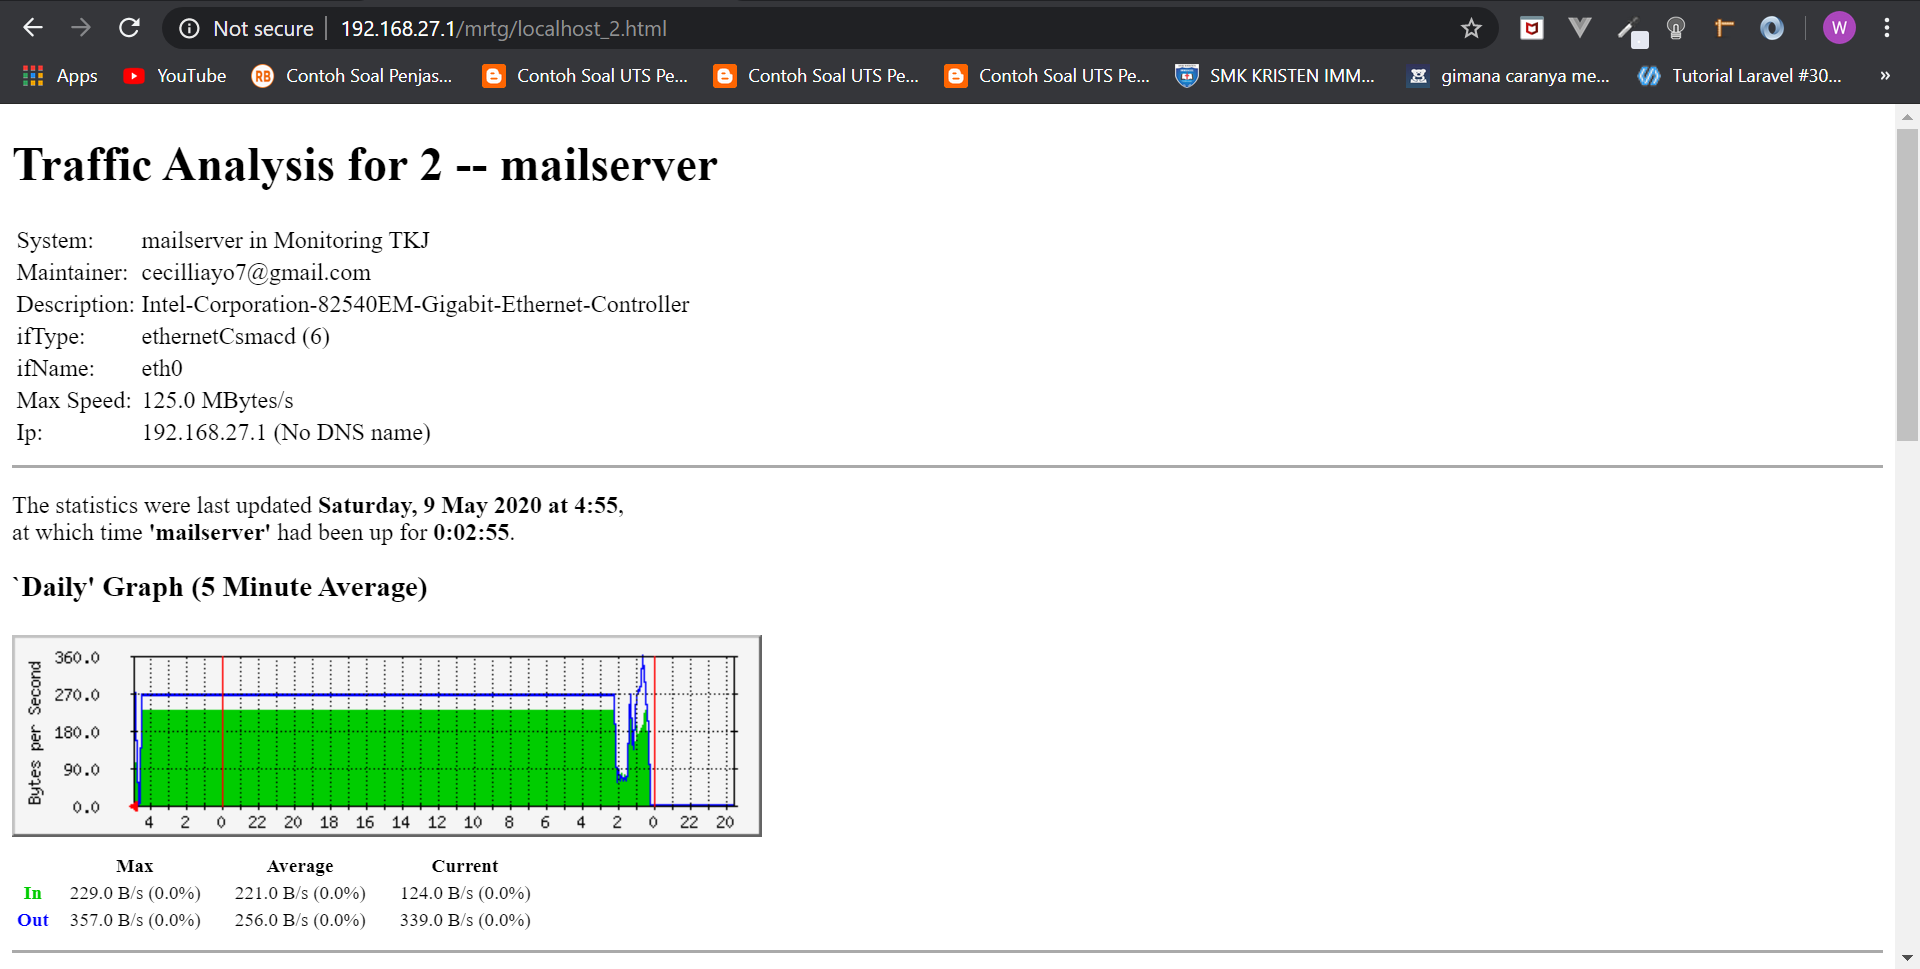 Not secure | 192.168.27.1/mrtg/localhost_2.html
W
Apps YouTube RB Contoh Soal Penjas... Contoh Soal UTS Pe... Contoh Soal UTS Pe... Contoh Soal UTS Pe... SMK KRISTEN IMM... gimana caranya me... Tutorial Laravel #30... »
Traffic Analysis for 2 -- mailserver
System: mailserver in Monitoring TKJ
Maintainer: cecilliayo7@gmail.com
Description: Intel-Corporation-82540EM-Gigabit-Ethernet-Controller
ifType: ethernetCsmacd (6)
ifName: eth0
Max Speed: 125.0 MBytes/s
Ip: 192.168.27.1 (No DNS name)
The statistics were last updated Saturday, 9 May 2020 at 4:55,
at which time 'mailserver' had been up for 0:02:55.
`Daily' Graph (5 Minute Average)
Bytes per Second
360.0
270.0
180.0
90.0
0.0
4 2 0 22 20 18 16 14 12 10 8 6 4 2 0 22 20
Max Average Current
In 229.0 B/s (0.0%) 221.0 B/s (0.0%) 124.0 B/s (0.0%)
Out 357.0 B/s (0.0%) 256.0 B/s (0.0%) 339.0 B/s (0.0%)